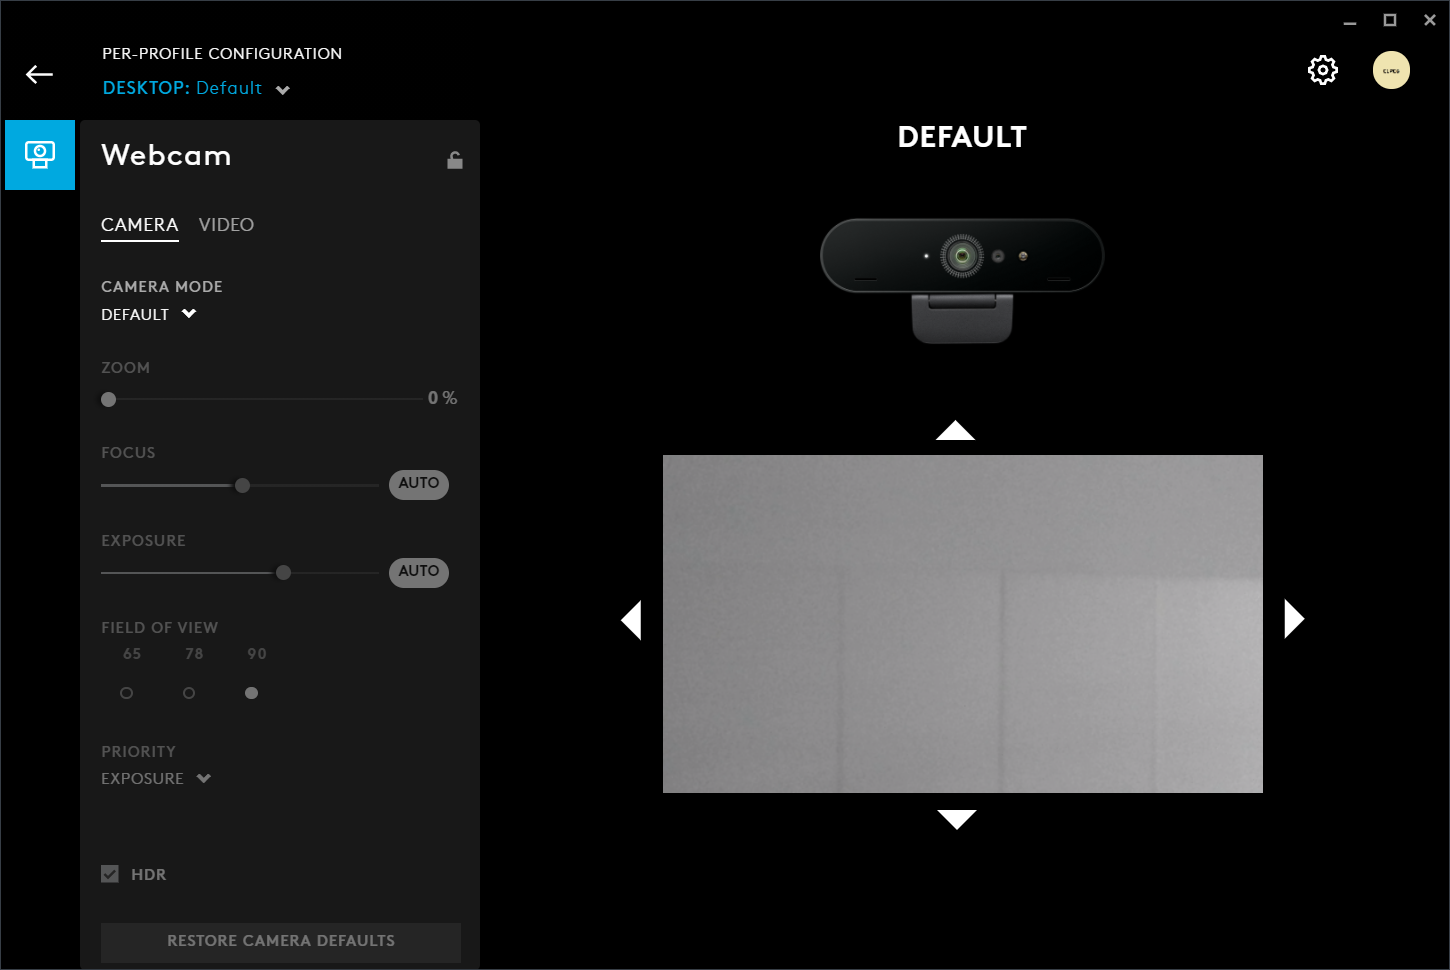 PER-PROFILE CONFIGURATION
DESKTOP: Default
Webcam
CAMERA VIDEO
CAMERA MODE
DEFAULT
ZOOM
0 %
FOCUS
AUTO
EXPOSURE
AUTO
FIELD OF VIEW
65 78 90
PRIORITY
EXPOSURE
HDR
RESTORE CAMERA DEFAULTS
DEFAULT